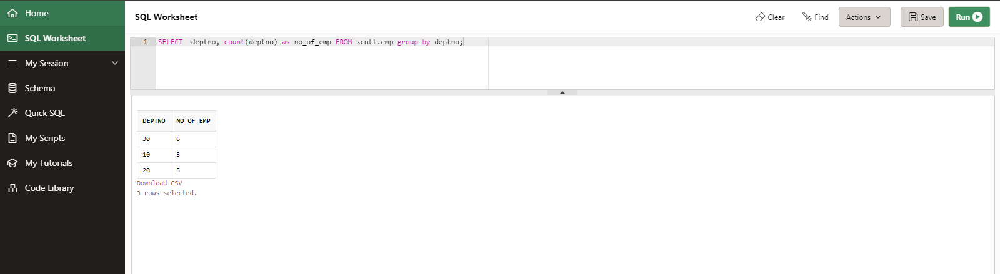 Home
SQL Worksheet
My Session
Schema
Quick SQL
My Scripts
My Tutorials
Code Library
SQL Worksheet
Clear
Find
Actions
Save
Run
1 SELECT  deptno, count(deptno) as no_of_emp FROM scott.emp group by deptno;
DEPTNO NO_OF_EMP
30 6
10 3
20 5
Download CSV
3 rows selected.